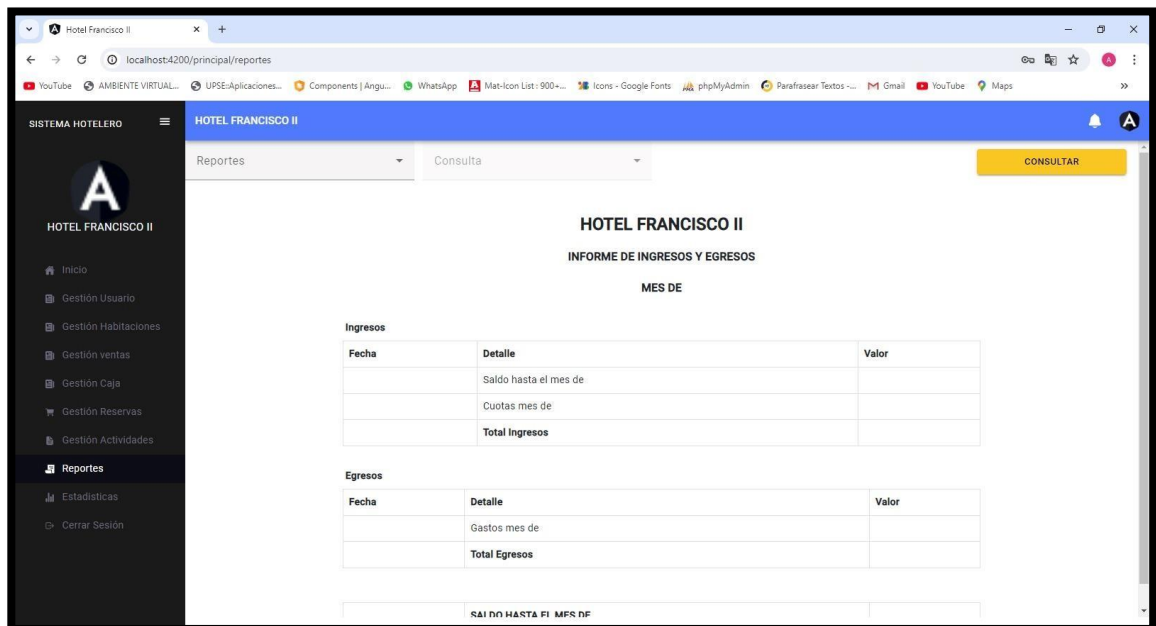 Hotel Francisco II
localhost:4200/principal/reportes
YouTube AMBIENTE VIRTUAL... UPSE:Aplicaciones... Components | Angu... WhatsApp Mat-Icon List : 900+... Icons - Google Fonts phpMyAdmin Parafrasear Textos -... Gmail YouTube Maps
SISTEMA HOTELERO HOTEL FRANCISCO II
Reportes Consulta CONSULTAR
HOTEL FRANCISCO II
Inicio
Gestión Usuario
Gestión Habitaciones
Gestión ventas
Gestión Caja
Gestión Reservas
Gestión Actividades
Reportes
Estadisticas
Cerrar Sesión
HOTEL FRANCISCO II
INFORME DE INGRESOS Y EGRESOS
MES DE
Ingresos
Fecha Detalle Valor
Saldo hasta el mes de
Cuotas mes de
Total Ingresos
Egresos
Fecha Detalle Valor
Gastos mes de
Total Egresos
SALDO HASTA EL MES DE